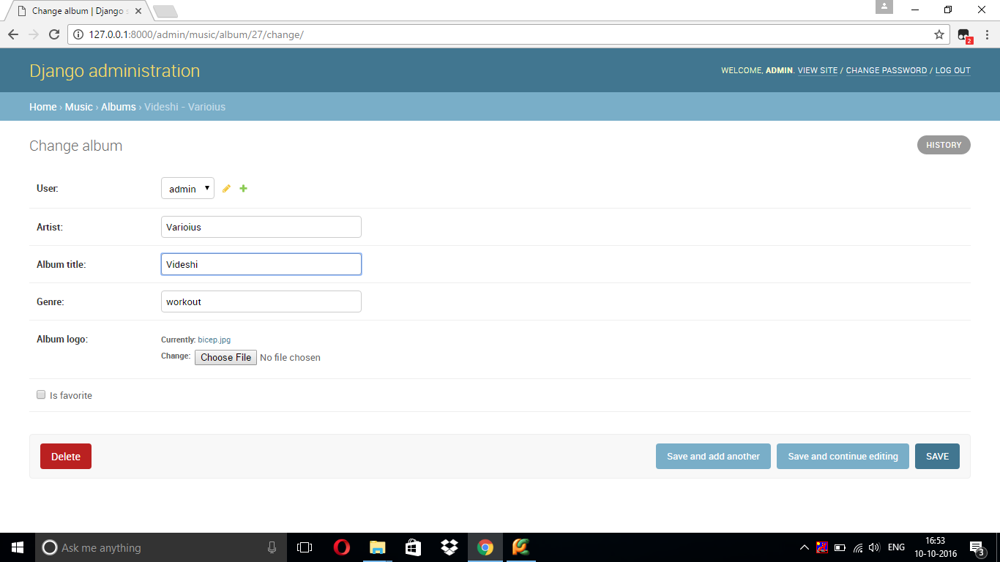 Change album | Django s
127.0.0.1:8000/admin/music/album/27/change/
2
Django administration
WELCOME, ADMIN. VIEW SITE / CHANGE PASSWORD / LOG OUT
Home › Music › Albums › Videshi - Varioius
Change album
HISTORY
User:
admin
Artist:
Varioius
Album title:
Videshi
Genre:
workout
Album logo:
Currently: bicep.jpg
Change: Choose File No file chosen
Is favorite
Delete
Save and add another
Save and continue editing
SAVE
Ask me anything
ENG
16:53
10-10-2016
3